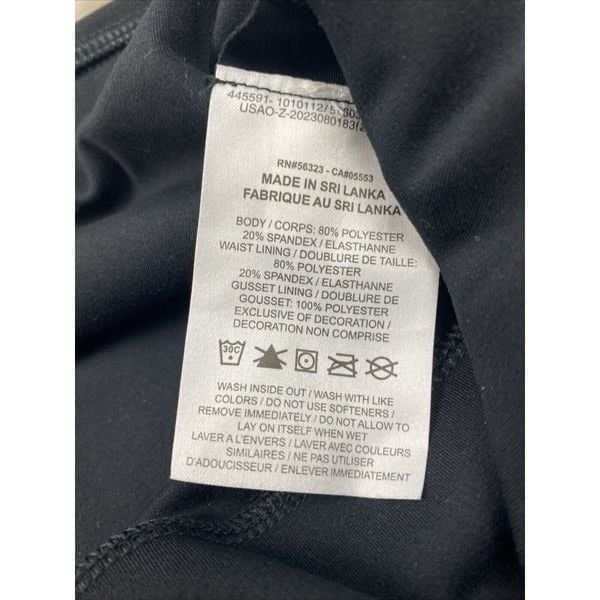 445591- 1010112/
USAO-Z-2023080183(
RN#56323 - CA#05553
MADE IN SRI LANKA
FABRIQUE AU SRI LANKA
BODY / CORPS: 80% POLYESTER
20% SPANDEX / ELASTHANNE
WAIST LINING / DOUBLURE DE TAILLE:
80% POLYESTER
20% SPANDEX / ELASTHANNE
GUSSET LINING / DOUBLURE DE
GOUSSET: 100% POLYESTER
EXCLUSIVE OF DECORATION /
DECORATION NON COMPRISE
30C
WASH INSIDE OUT / WASH WITH LIKE
COLORS / DO NOT USE SOFTENERS /
REMOVE IMMEDIATELY / DO NOT ALLOW TO
LAY ON ITSELF WHEN WET
LAVER A L'ENVERS / LAVER AVEC COULEURS
SIMILAIRES / NE PAS UTILISER
D'ADOUCISSEUR / ENLEVER IMMEDIATEMENT